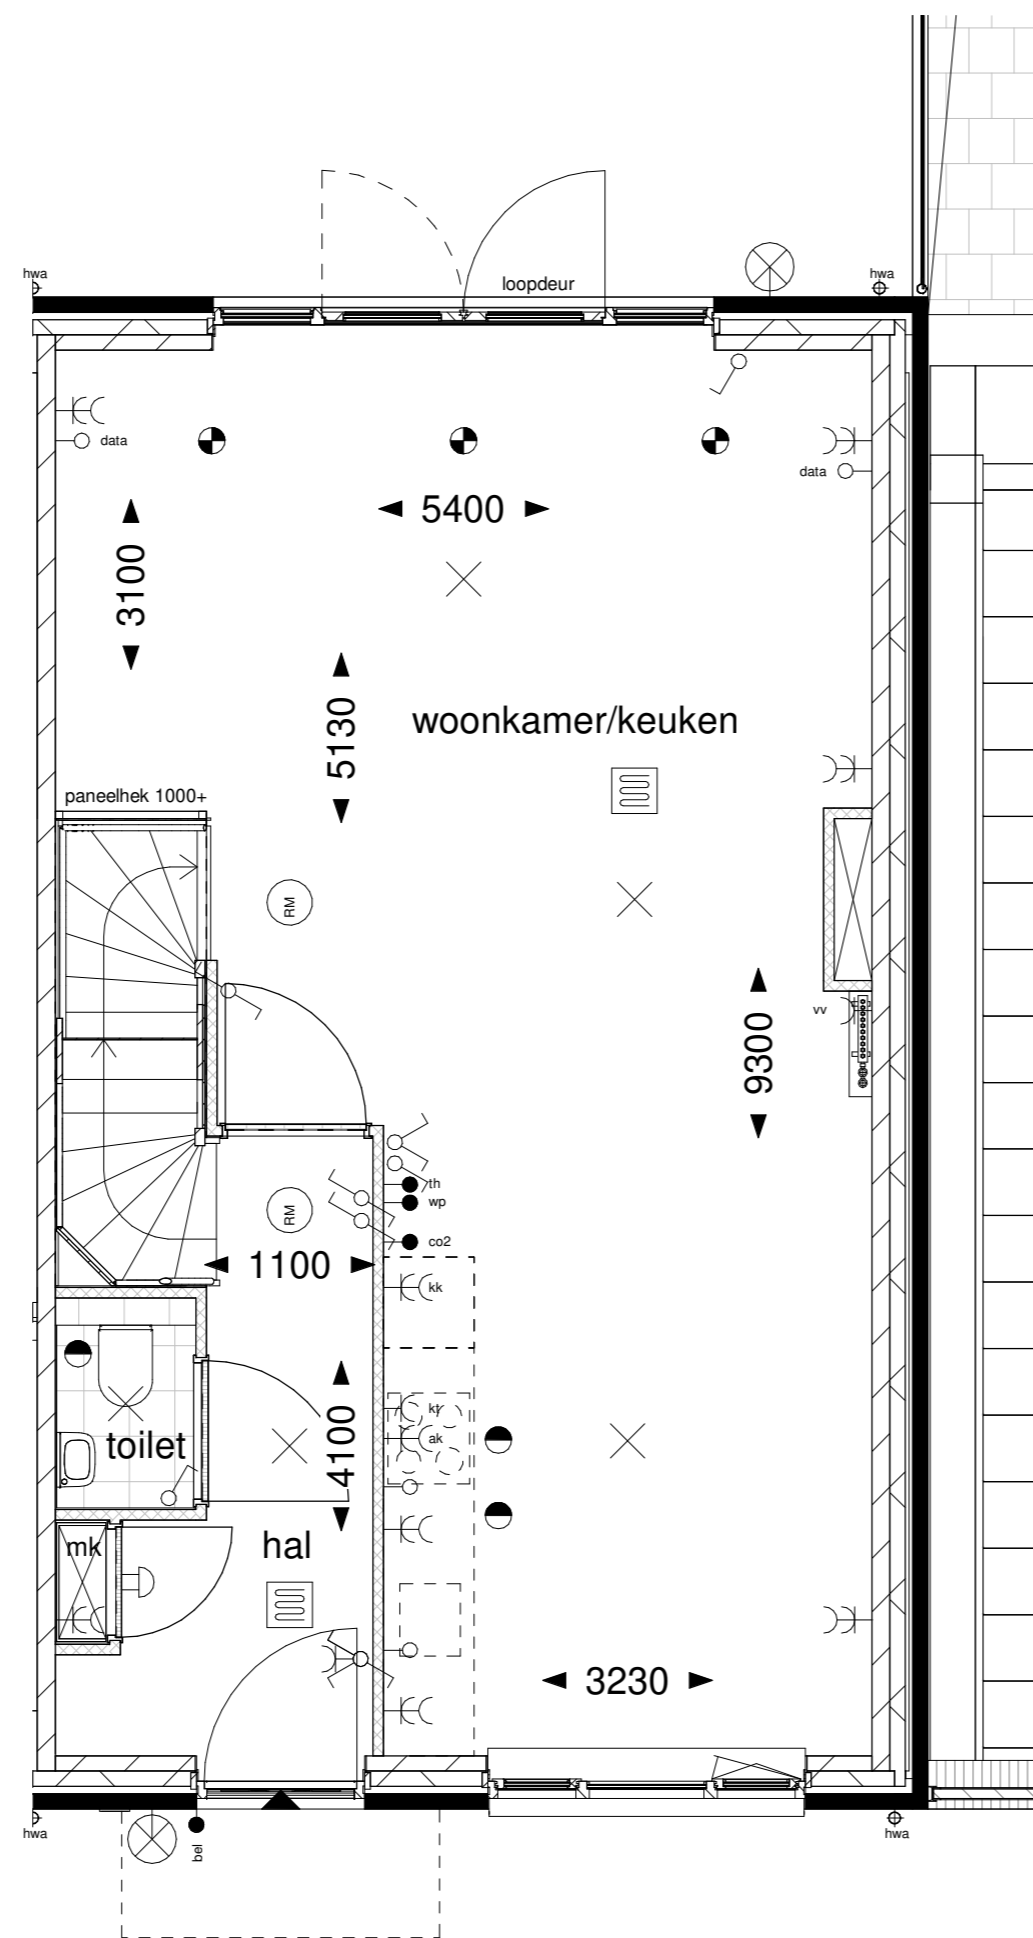 hwa
loopdeur
hwa
data
data
5400
3100
5130
woonkamer/keuken
paneelhek 1000+
RM
vv
9300
th
wp
RM
co2
1100
kk
kt
ak
4100
toilet
mk
hal
3230
hwa
bel
hwa